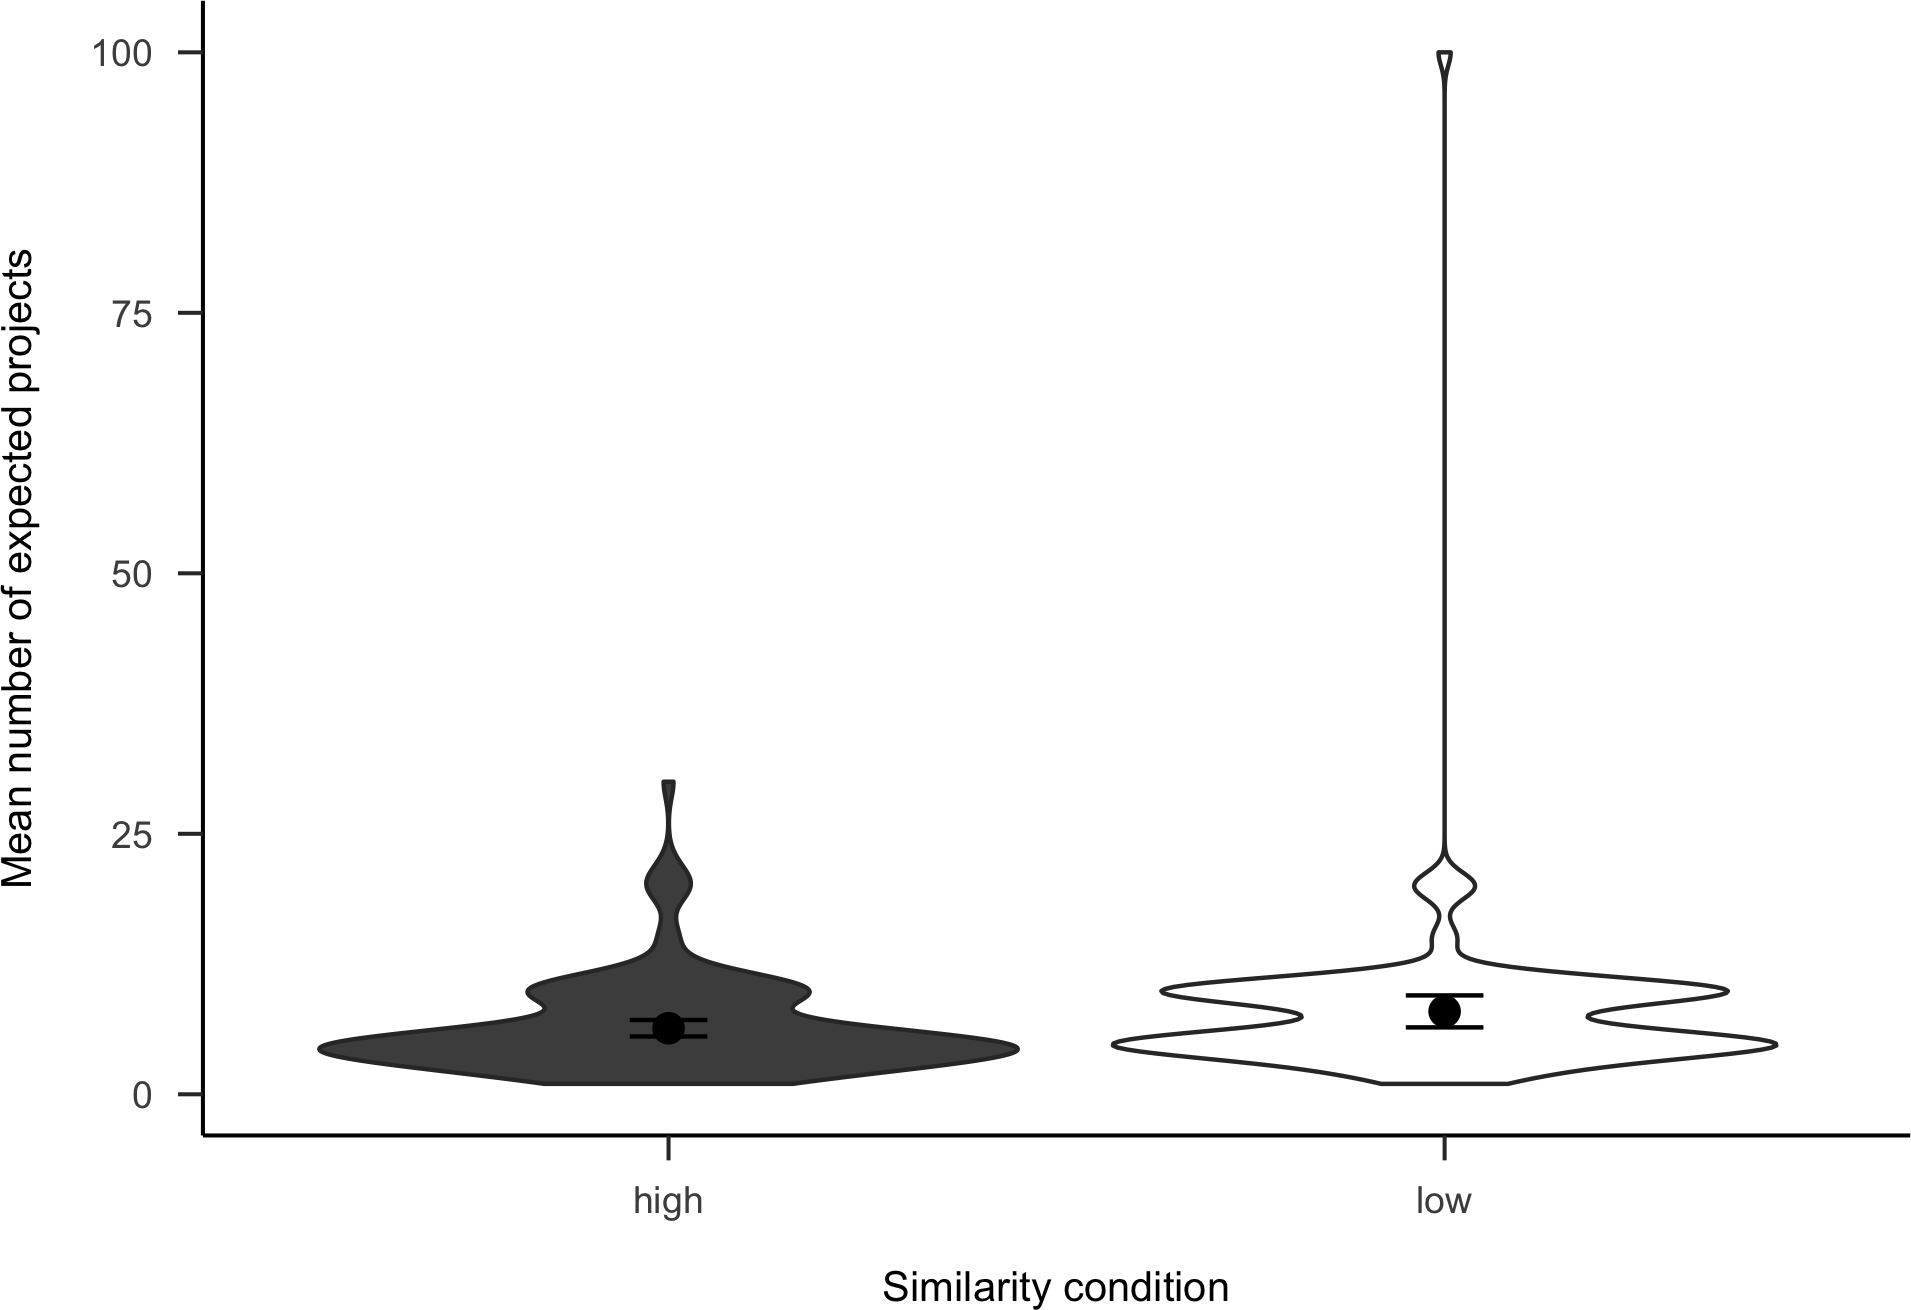 Mean number of expected projects
100
75
50
25
0
high
low
Similarity condition